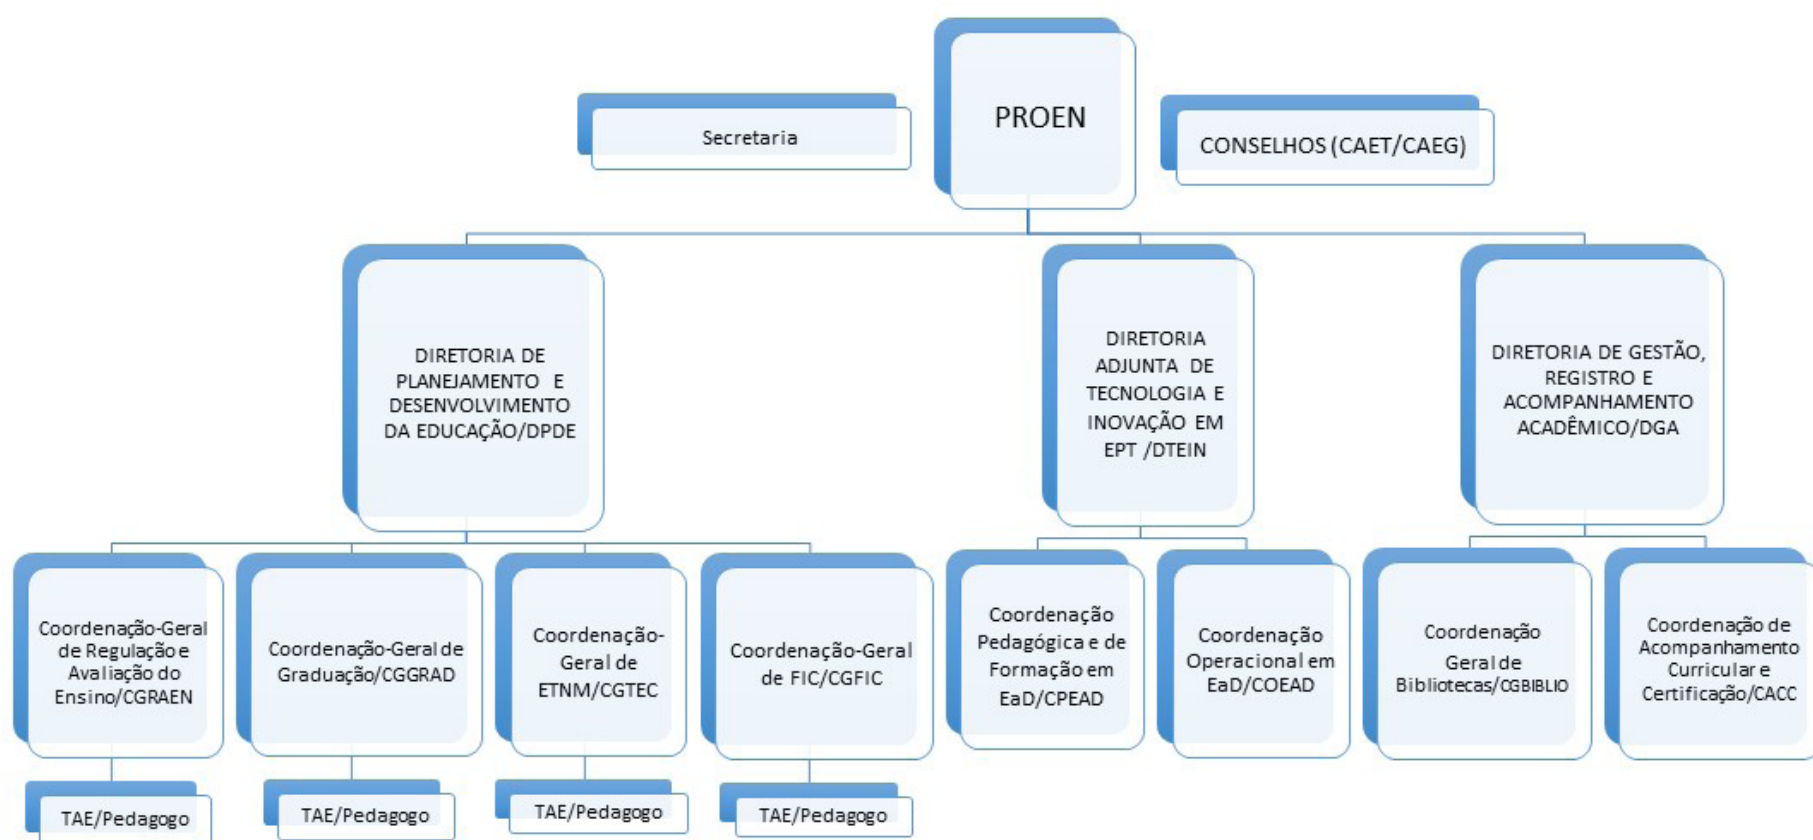 PROEN
Secretaria
CONSELHOS (CAET/CAEG)
DIRETORIA DE
PLANEJAMENTO E
DESENVOLVIMENTO
DA EDUCAÇÃO/DPDE
DIRETORIA
ADJUNTA DE
TECNOLOGIA E
INOVAÇÃO EM
EPT /DTEIN
DIRETORIA DE GESTÃO,
REGISTRO E
ACOMPANHAMENTO
ACADÊMICO/DGA
Coordenação-Geral
de Regulação e
Avaliação do
Ensino/CGRAEN
Coordenação-Geral de
Graduação/CGGRAD
Coordenação-
Geral de
ETNM/CGTEC
Coordenação-Geral
de FIC/CGFIC
Coordenação
Pedagógica e de
Formação em
EaD/CPEAD
Coordenação
Operacional em
EaD/COEAD
Coordenação
Geral de
Bibliotecas/CGBIBLIO
Coordenação de
Acompanhamento
Curricular e
Certificação/CACC
TAE/Pedagogo
TAE/Pedagogo
TAE/Pedagogo
TAE/Pedagogo